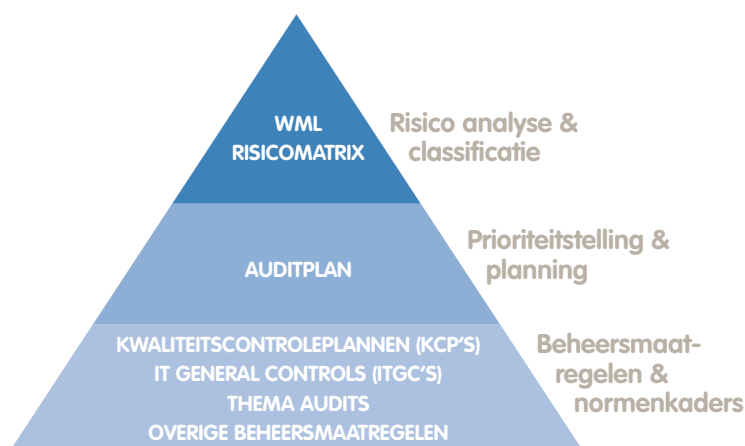 WML
RISICOMATRIX
Risico analyse &
classificatie
AUDITPLAN
Prioriteitstelling &
planning
KWALITEITSCONTROLEPLANNEN (KCP'S)
IT GENERAL CONTROLS (ITGC'S)
THEMA AUDITS
OVERIGE BEHEERSMAATREGELEN
Beheersmaat-
regelen &
normenkaders